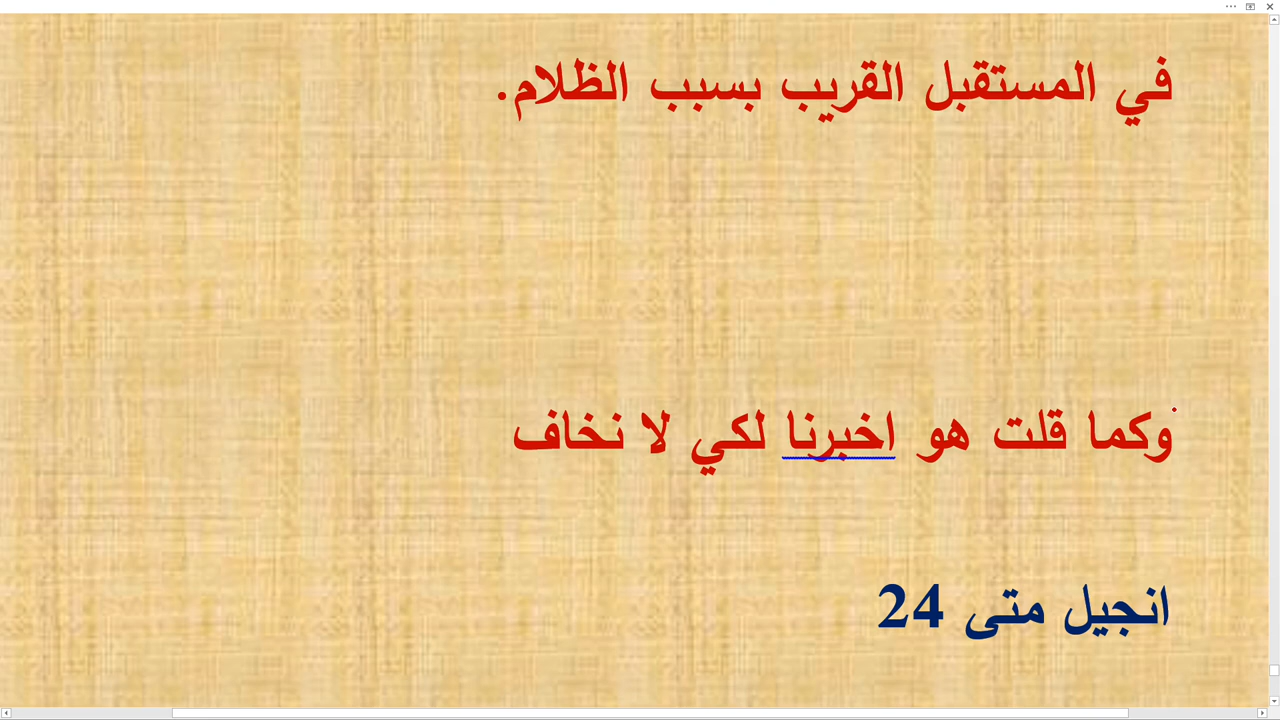 في المستقبل القريب بسبب الظلام.
وكما قلت هو اخبرنا لكي لا نخاف
انجيل متى 24